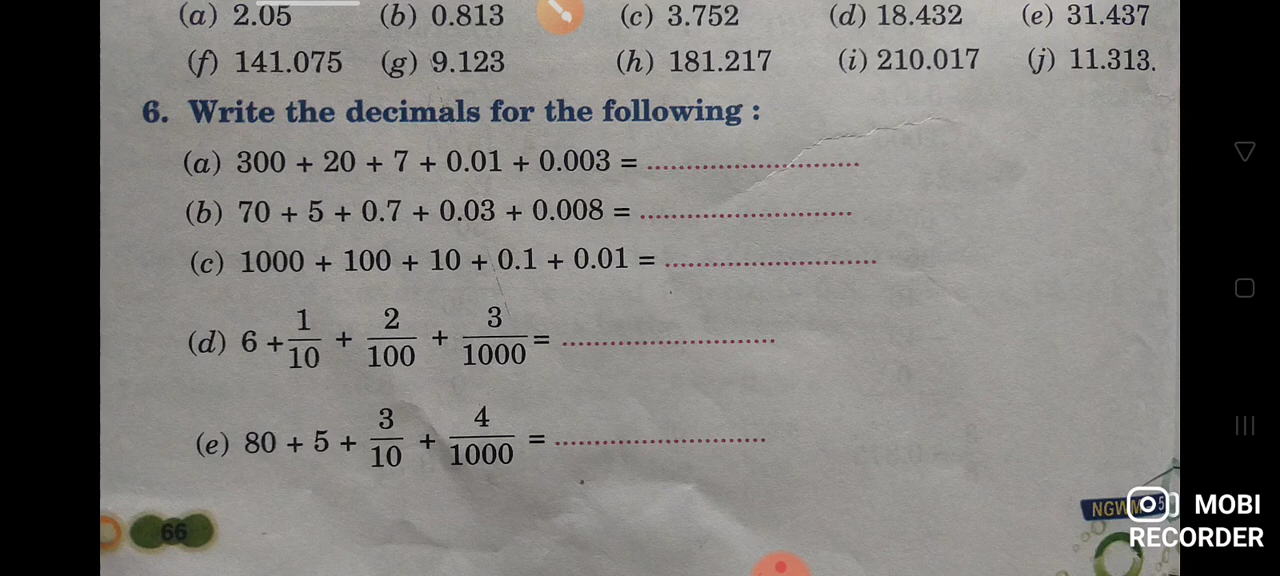 (a) 2.05 (b) 0.813 (c) 3.752 (d) 18.432 (e) 31.437
(f) 141.075 (g) 9.123 (h) 181.217 (i) 210.017 (j) 11.313.
6. Write the decimals for the following :
(a) 300 + 20 + 7 + 0.01 + 0.003 = ..........................
(b) 70 + 5 + 0.7 + 0.03 + 0.008 = ..........................
(c) 1000 + 100 + 10 + 0.1 + 0.01 = ..........................
(d) 6 + 1/10 + 2/100 + 3/1000 = ..........................
(e) 80 + 5 + 3/10 + 4/1000 = ..........................
66
MOBI
RECORDER